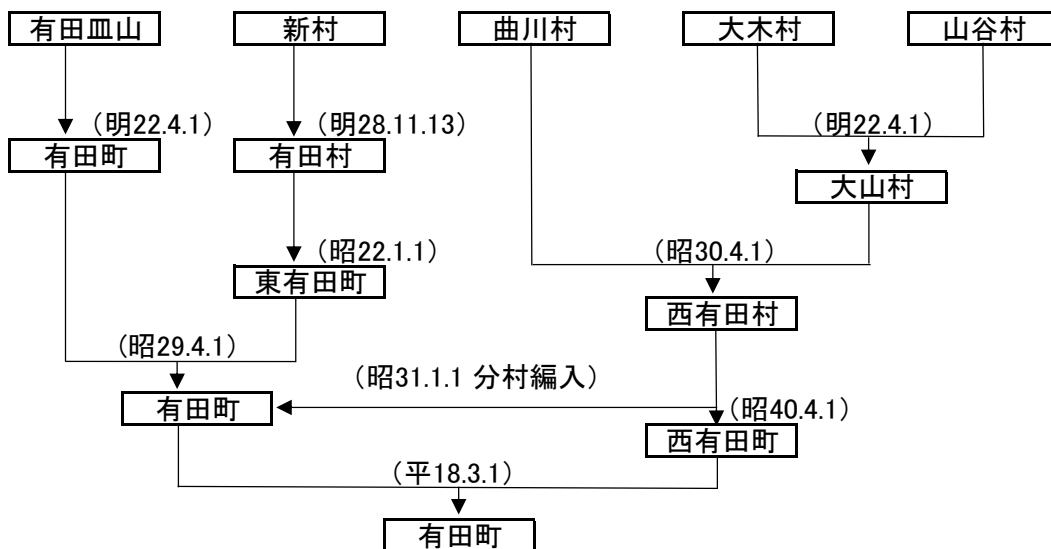 有田皿山 新村 曲川村 大木村 山谷村
（明22.4.1） （明28.11.13） （明22.4.1）
有田町 有田村
大山村
（昭22.1.1） （昭30.4.1）
東有田町
西有田村
（昭29.4.1）
（昭31.1.1 分村編入）
有田町 （昭40.4.1）
西有田町
（平18.3.1）
有田町